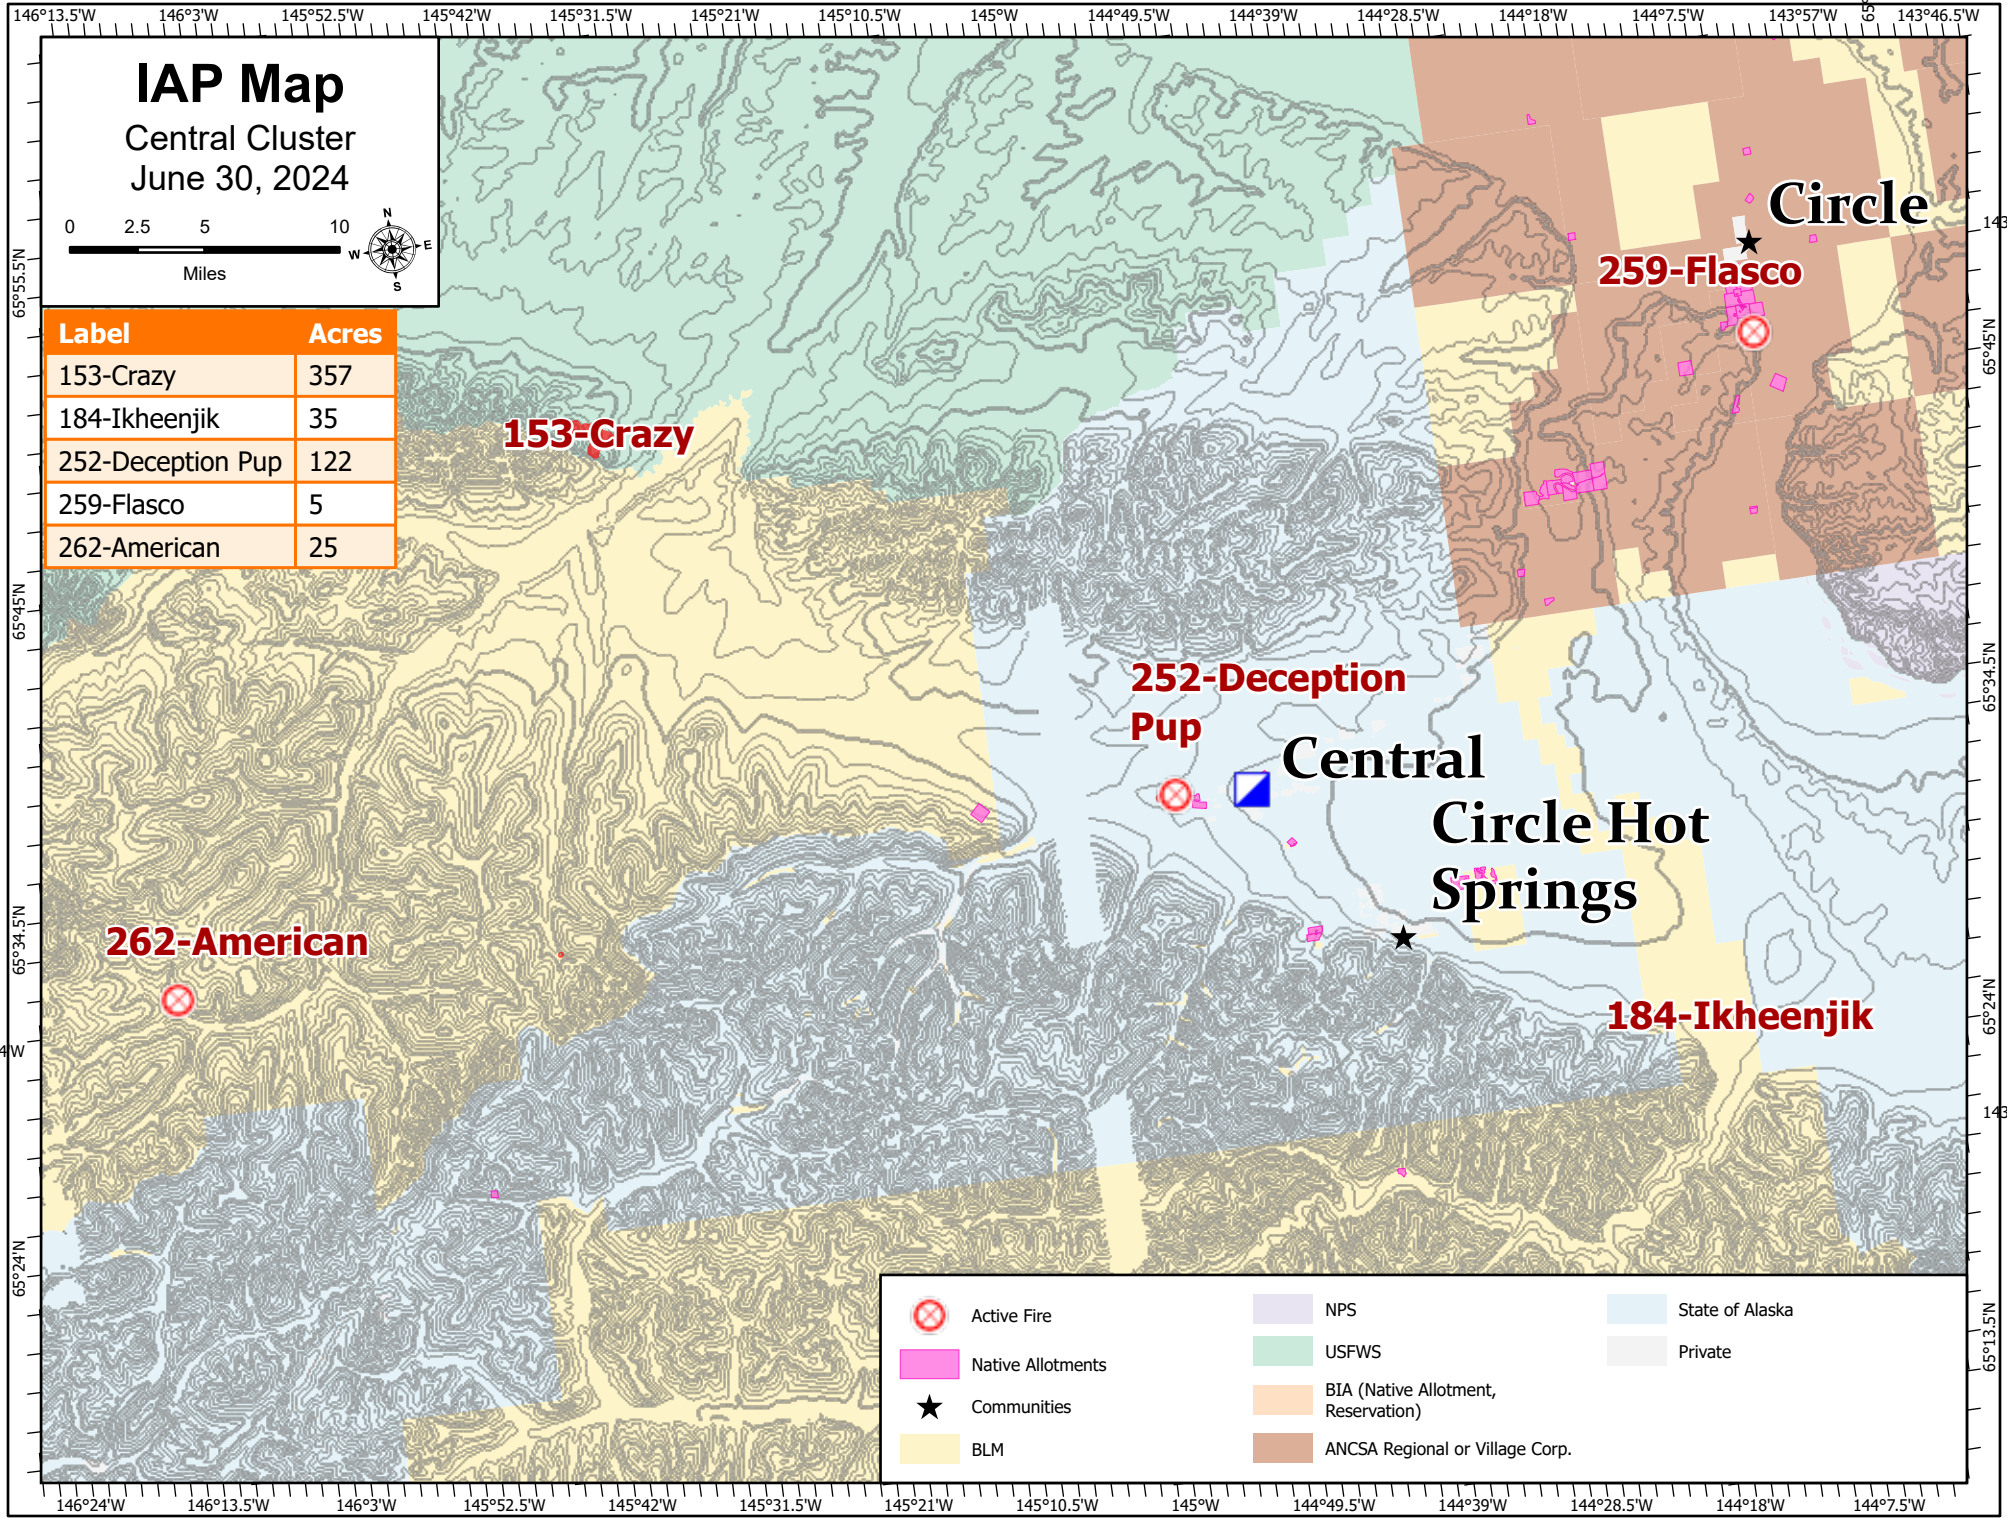 146°13.5'W 146°3'W 145°52.5'W 145°42'W 145°31.5'W 145°21'W 145°10.5'W 145°W 144°49.5'W 144°39'W 144°28.5'W 144°18'W 144°7.5'W 143°57'W 143°46.5'W
IAP Map
Central Cluster
June 30, 2024
0 2.5 5 10
Miles
N
E
S
W
Label Acres
153-Crazy 357
184-Ikheenjik 35
252-Deception Pup 122
259-Flasco 5
262-American 25
Circle
259-Flasco
153-Crazy
252-Deception
Pup
Central
Circle Hot
Springs
262-American
184-Ikheenjik
65°55.5'N
65°45'N
65°34.5'N
65°24'N
4'W
143
65°45'N
65°34.5'N
65°24'N
143
65°13.5'N
Active Fire
Native Allotments
Communities
BLM
NPS
USFWS
BIA (Native Allotment,
Reservation)
ANCSA Regional or Village Corp.
State of Alaska
Private
146°24'W 146°13.5'W 146°3'W 145°52.5'W 145°42'W 145°31.5'W 145°21'W 145°10.5'W 145°W 144°49.5'W 144°39'W 144°28.5'W 144°18'W 144°7.5'W